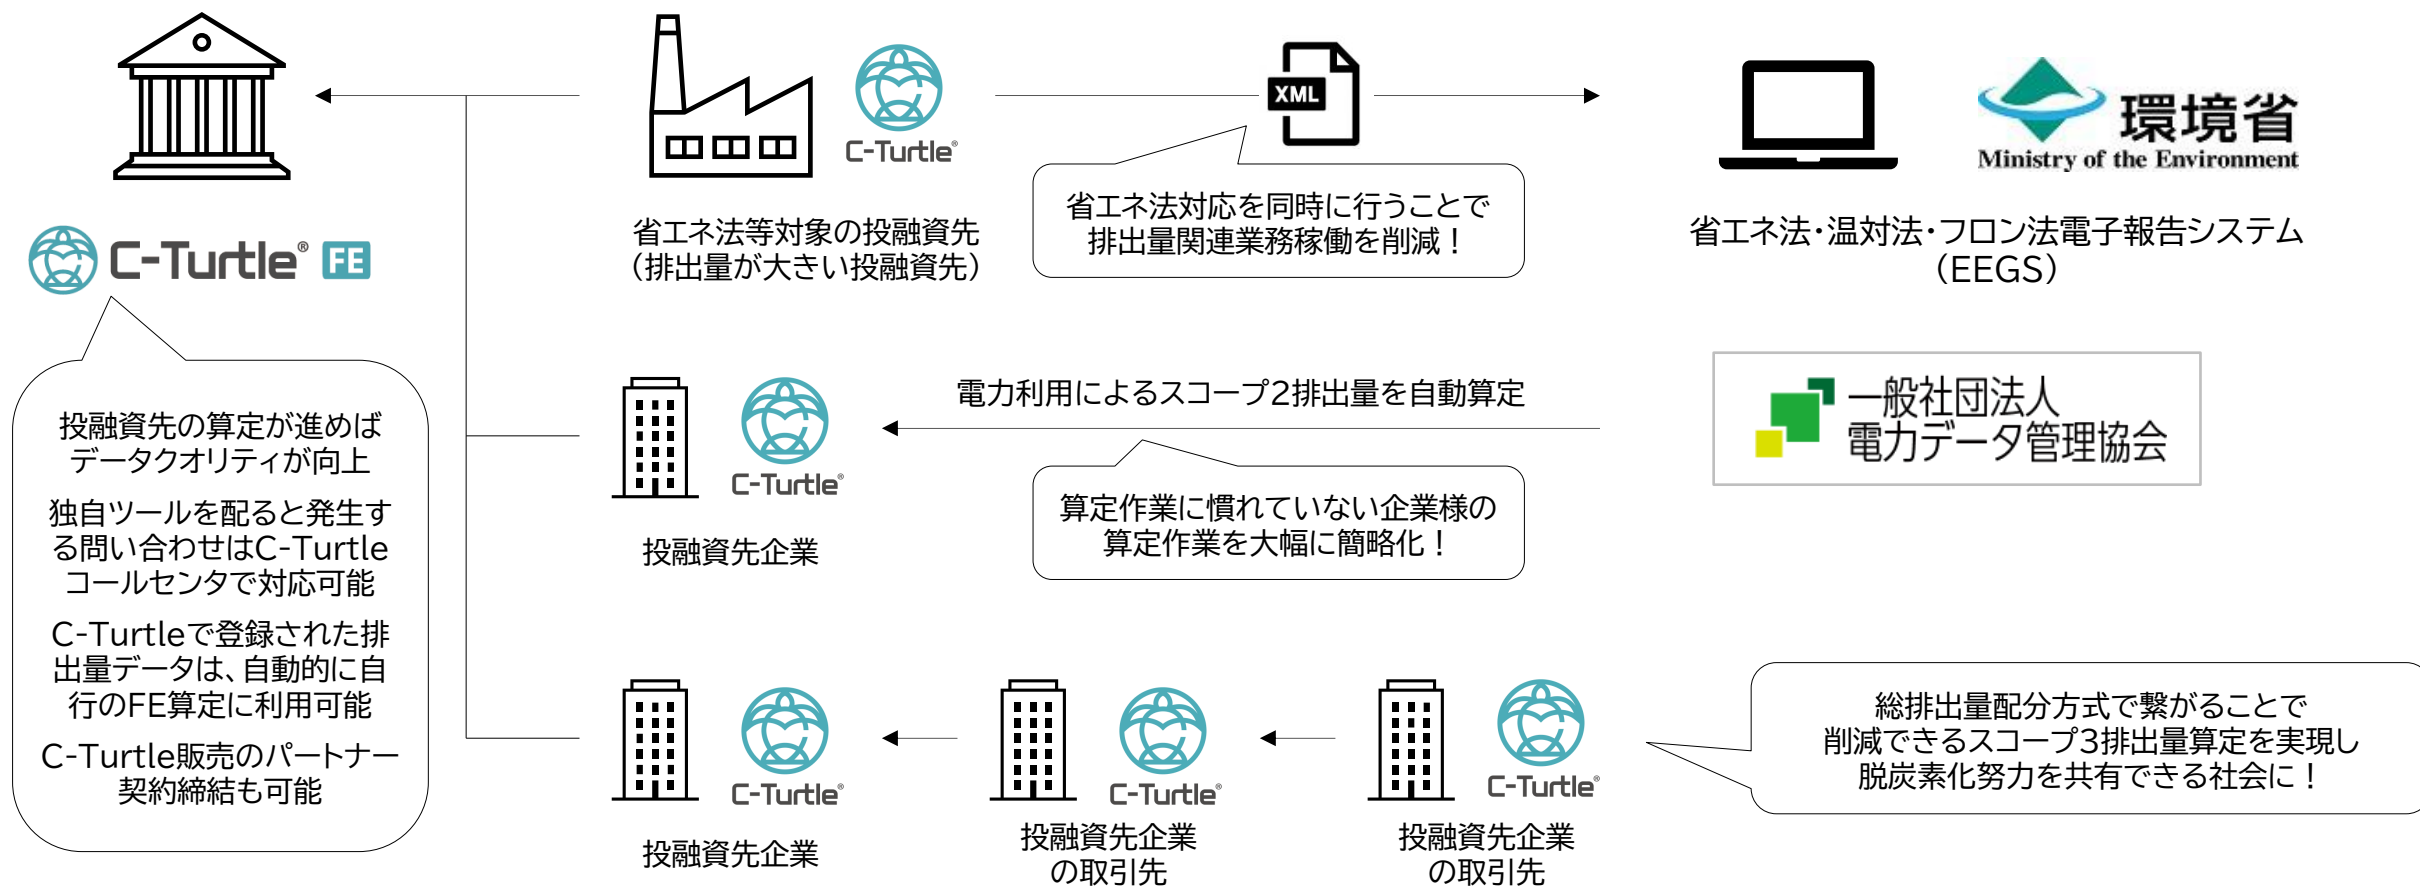 C-Turtle® FE
投融資先の算定が進めば
データクオリティが向上
独自ツールを配ると発生す
る問い合わせはC-Turtle
コールセンタで対応可能
C-Turtleで登録された排
出量データは、自動的に自
行のFE算定に利用可能
C-Turtle販売のパートナー
契約締結も可能
C-Turtle®
省エネ法等対象の投融資先
（排出量が大きい投融資先）
XML
省エネ法対応を同時に行うことで
排出量関連業務稼働を削減！
環境省
Ministry of the Environment
省エネ法・温対法・フロン法電子報告システム
（EEGS）
C-Turtle®
投融資先企業
電力利用によるスコープ2排出量を自動算定
算定作業に慣れていない企業様の
算定作業を大幅に簡略化！
一般社団法人
電力データ管理協会
C-Turtle®
投融資先企業
C-Turtle®
投融資先企業
の取引先
C-Turtle®
投融資先企業
の取引先
総排出量配分方式で繋がることで
削減できるスコープ3排出量算定を実現し
脱炭素化努力を共有できる社会に！